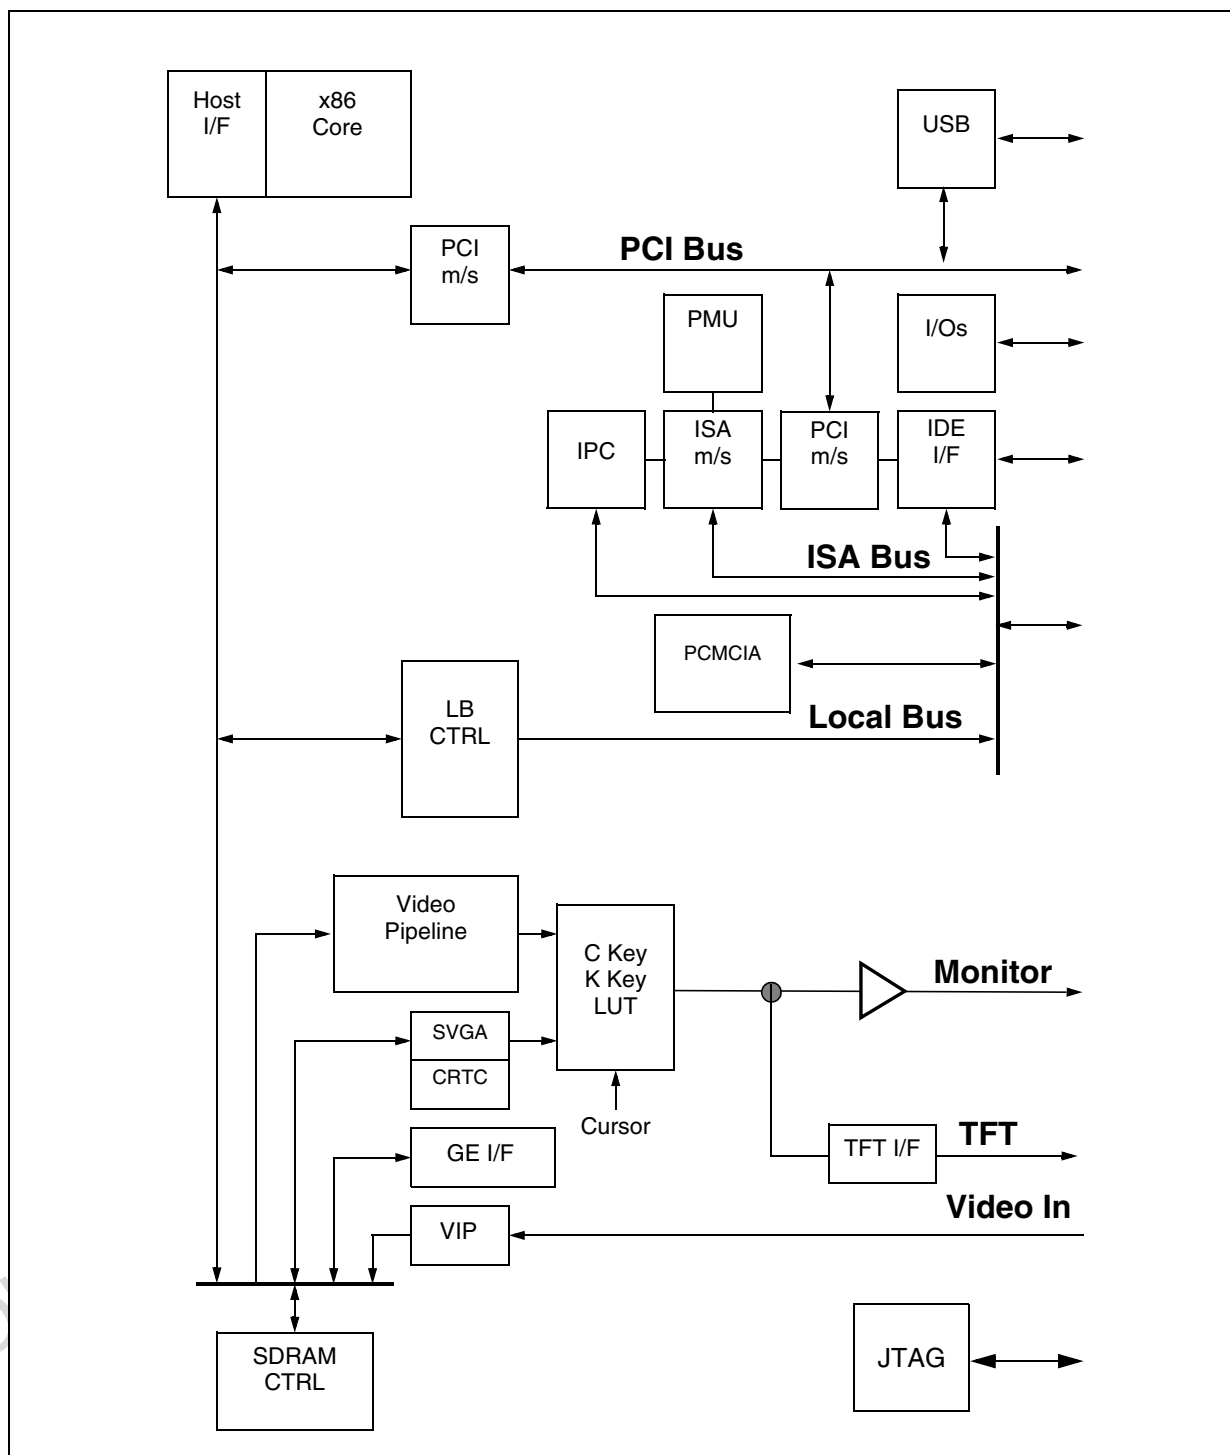 Host
I/F
x86
Core
USB
PCI
m/s
PCI Bus
PMU
I/Os
IPC
ISA
m/s
PCI
m/s
IDE
I/F
ISA Bus
PCMCIA
LB
CTRL
Local Bus
Video
Pipeline
C Key
K Key
LUT
Monitor
SVGA
CRTC
Cursor
GE I/F
TFT I/F
TFT
VIP
Video In
SDRAM
CTRL
JTAG